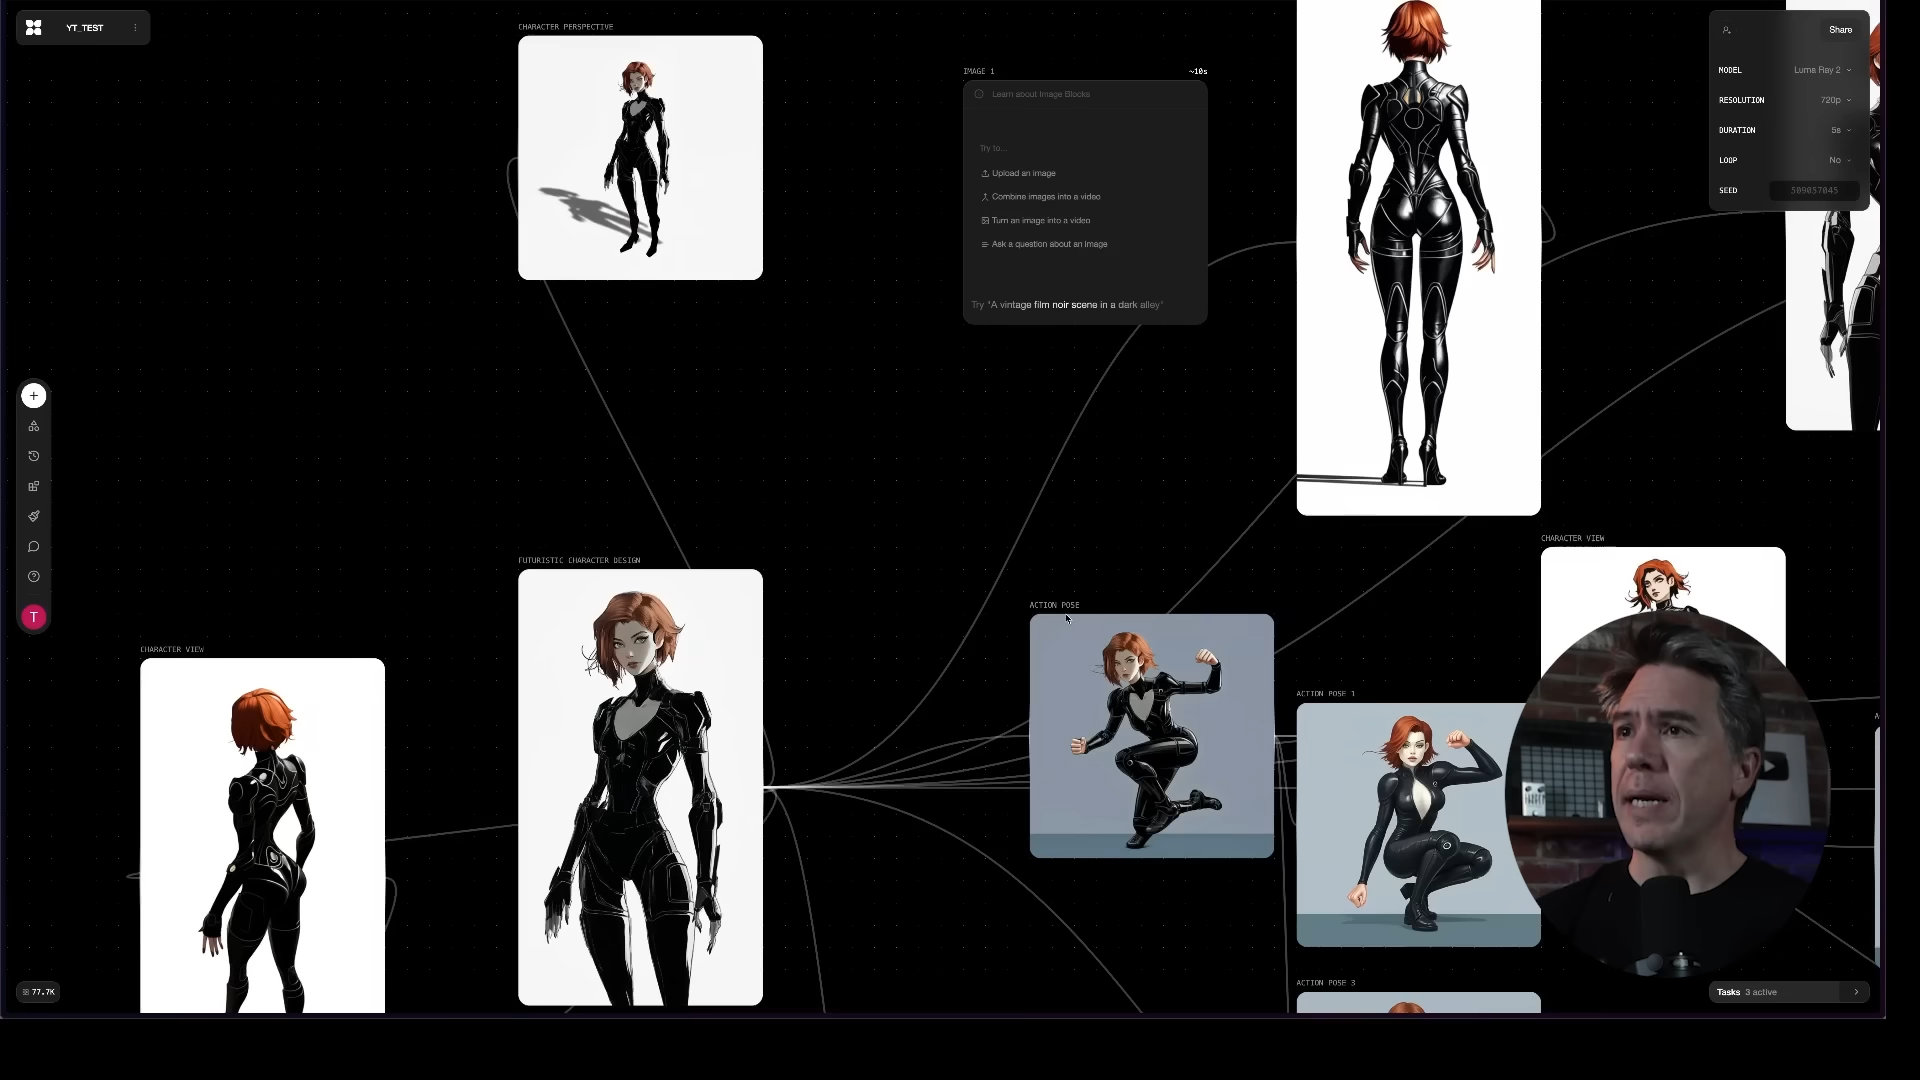 YT_TEST
CHARACTER PERSPECTIVE
IMAGE 1
~10s
Learn about Image Blocks
Try to...
Upload an image
Combine images into a video
Turn an image into a video
Ask a question about an image
Try "A vintage film noir scene in a dark alley"
Share
MODEL
Luma Ray 2
RESOLUTION
720p
DURATION
5s
LOOP
No
SEED
509057045
CHARACTER VIEW
FUTURISTIC CHARACTER DESIGN
ACTION POSE
CHARACTER VIEW
ACTION POSE 1
A
T
ACTION POSE 3
77.7K
Tasks 3 active